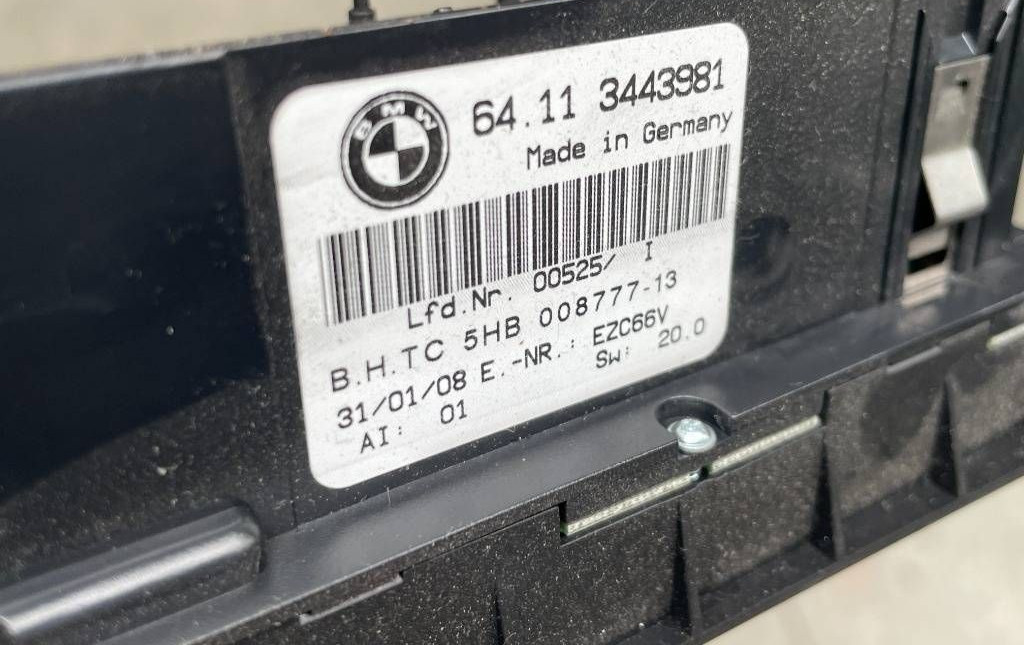 BMW
64.11 3443981
Made in Germany
Lfd.Nr. 00525/ I
B.H.TC 5HB 008777-13
31/01/08 E.-NR.: EZC66V
AI: 01 SW: 20.0